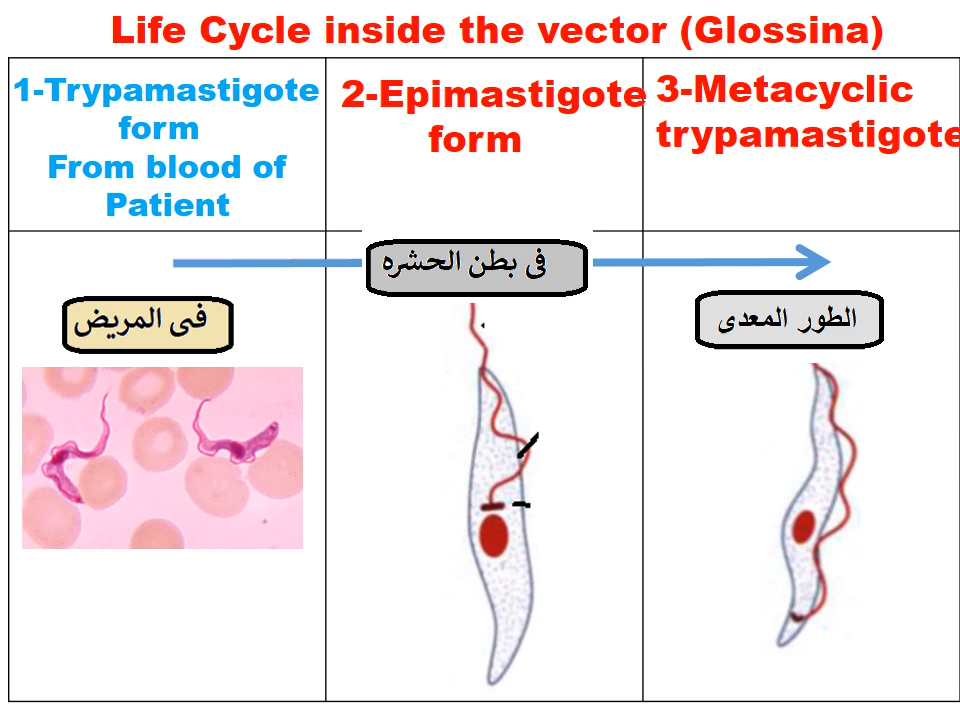 Life Cycle inside the vector (Glossina)
1-Trypamastigote
form
From blood of
Patient
2-Epimastigote
form
3-Metacyclic
trypamastigote
فى بطن الحشره
فى المريض
الطور المعدى